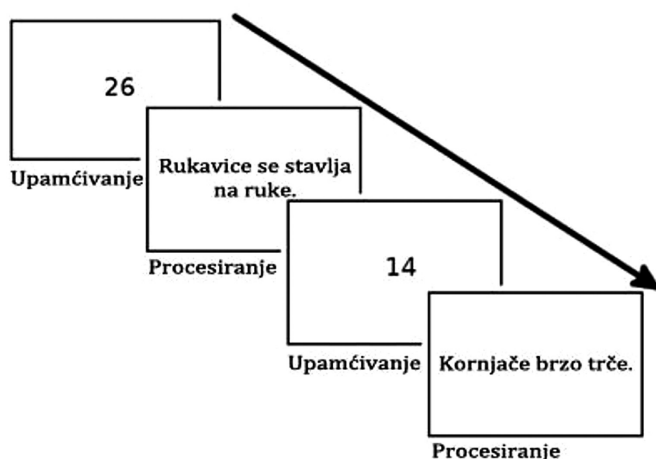 26
Upamćivanje
Rukavice se stavlja
na ruke.
Procesiranje
14
Upamćivanje
Kornjače brzo trče.
Procesiranje